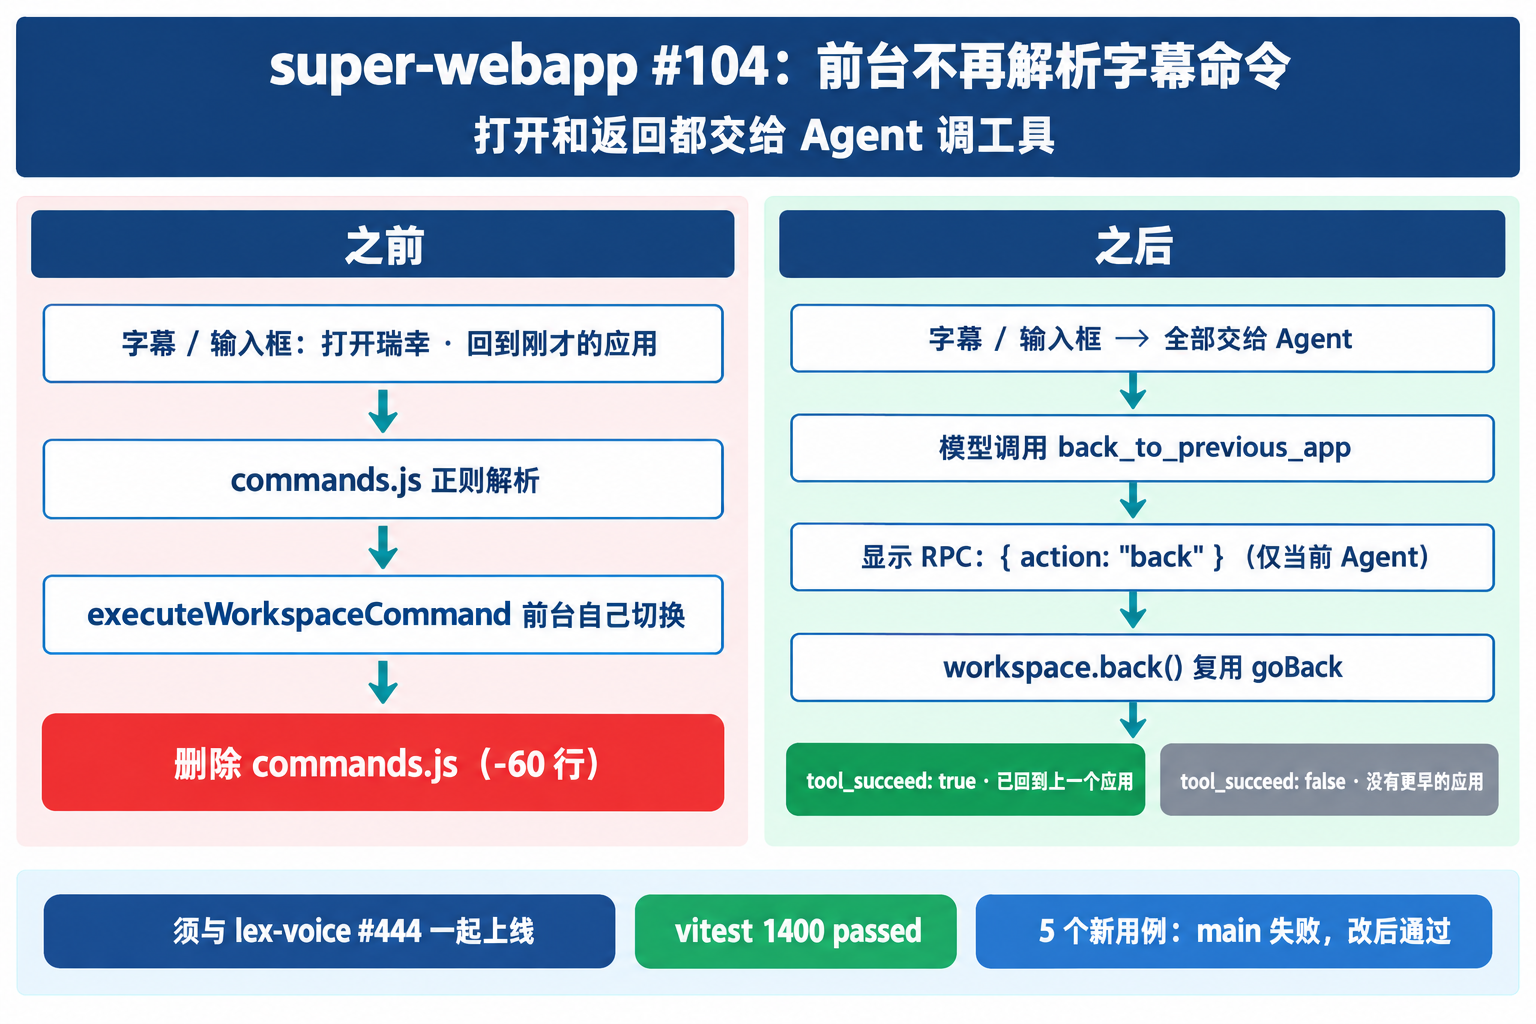 super-webapp #104：前台不再解析字幕命令
打开和返回都交给 Agent 调工具
之前
字幕 / 输入框：打开瑞幸 · 回到刚才的应用
commands.js 正则解析
executeWorkspaceCommand 前台自己切换
删除 commands.js（-60 行）
之后
字幕 / 输入框 → 全部交给 Agent
模型调用 back_to_previous_app
显示 RPC：{ action: "back" }（仅当前 Agent）
workspace.back() 复用 goBack
tool_succeed: true · 已回到上一个应用
tool_succeed: false · 没有更早的应用
须与 lex-voice #444 一起上线
vitest 1400 passed
5 个新用例：main 失败，改后通过